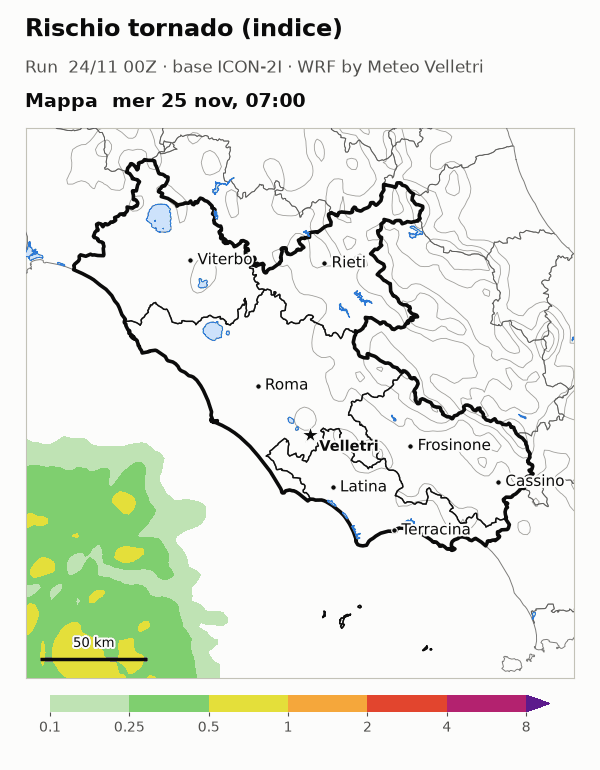 Rischio tornado (indice)
Run  24/11 00Z · base ICON-2I · WRF by Meteo Velletri
Mappa  mer 25 nov, 07:00
Viterbo
Rieti
Roma
Velletri
Frosinone
Cassino
Latina
Terracina
50 km
0.1 0.25 0.5 1 2 4 8